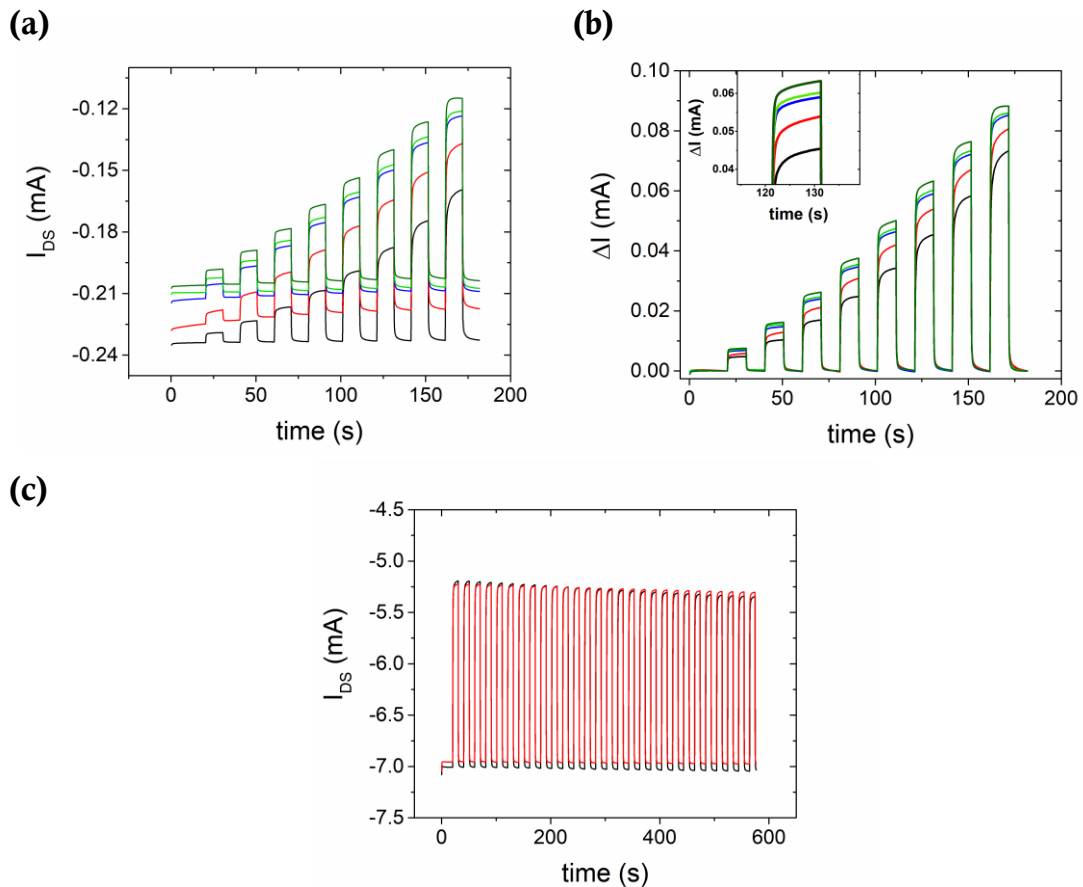 (a)
I_DS (mA)
-0.12
-0.15
-0.18
-0.21
-0.24
0 50 100 150 200
time (s)
(b)
ΔI (mA)
0.10
0.08
0.06
0.04
0.02
0.00
0 50 100 150 200
time (s)
ΔI (mA)
0.06
0.05
0.04
120 130
time (s)
(c)
I_DS (mA)
-4.5
-5.0
-5.5
-6.0
-6.5
-7.0
-7.5
0 200 400 600
time (s)